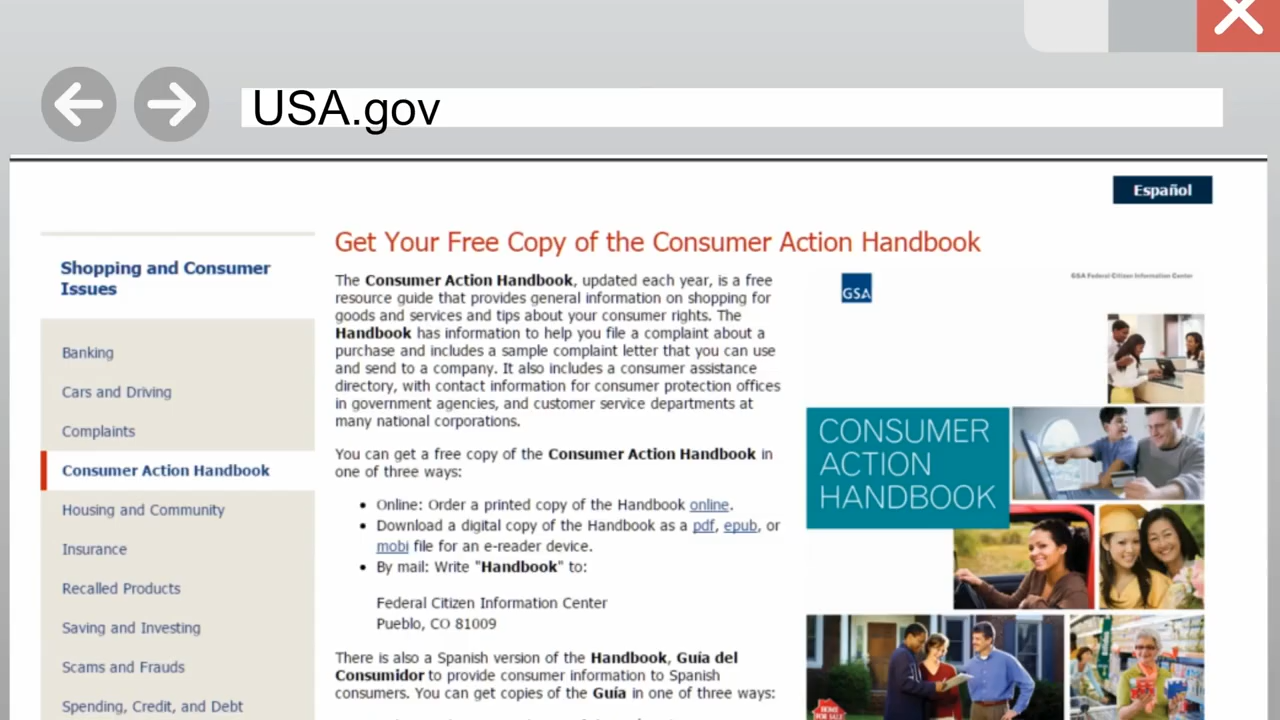 USA.gov
Español
Shopping and Consumer
Issues
Banking
Cars and Driving
Complaints
Consumer Action Handbook
Housing and Community
Insurance
Recalled Products
Saving and Investing
Scams and Frauds
Spending, Credit, and Debt
Get Your Free Copy of the Consumer Action Handbook
The Consumer Action Handbook, updated each year, is a free
resource guide that provides general information on shopping for
goods and services and tips about your consumer rights. The
Handbook has information to help you file a complaint about a
purchase and includes a sample complaint letter that you can use
and send to a company. It also includes a consumer assistance
directory, with contact information for consumer protection offices
in government agencies, and customer service departments at
many national corporations.
You can get a free copy of the Consumer Action Handbook in
one of three ways:
• Online: Order a printed copy of the Handbook online.
• Download a digital copy of the Handbook as a pdf, epub, or
mobi file for an e-reader device.
• By mail: Write "Handbook" to:
Federal Citizen Information Center
Pueblo, CO 81009
There is also a Spanish version of the Handbook, Guía del
Consumidor to provide consumer information to Spanish
consumers. You can get copies of the Guía in one of three ways:
GSA
GSA Federal Citizen Information Center
CONSUMER
ACTION
HANDBOOK
HOME
FOR SALE